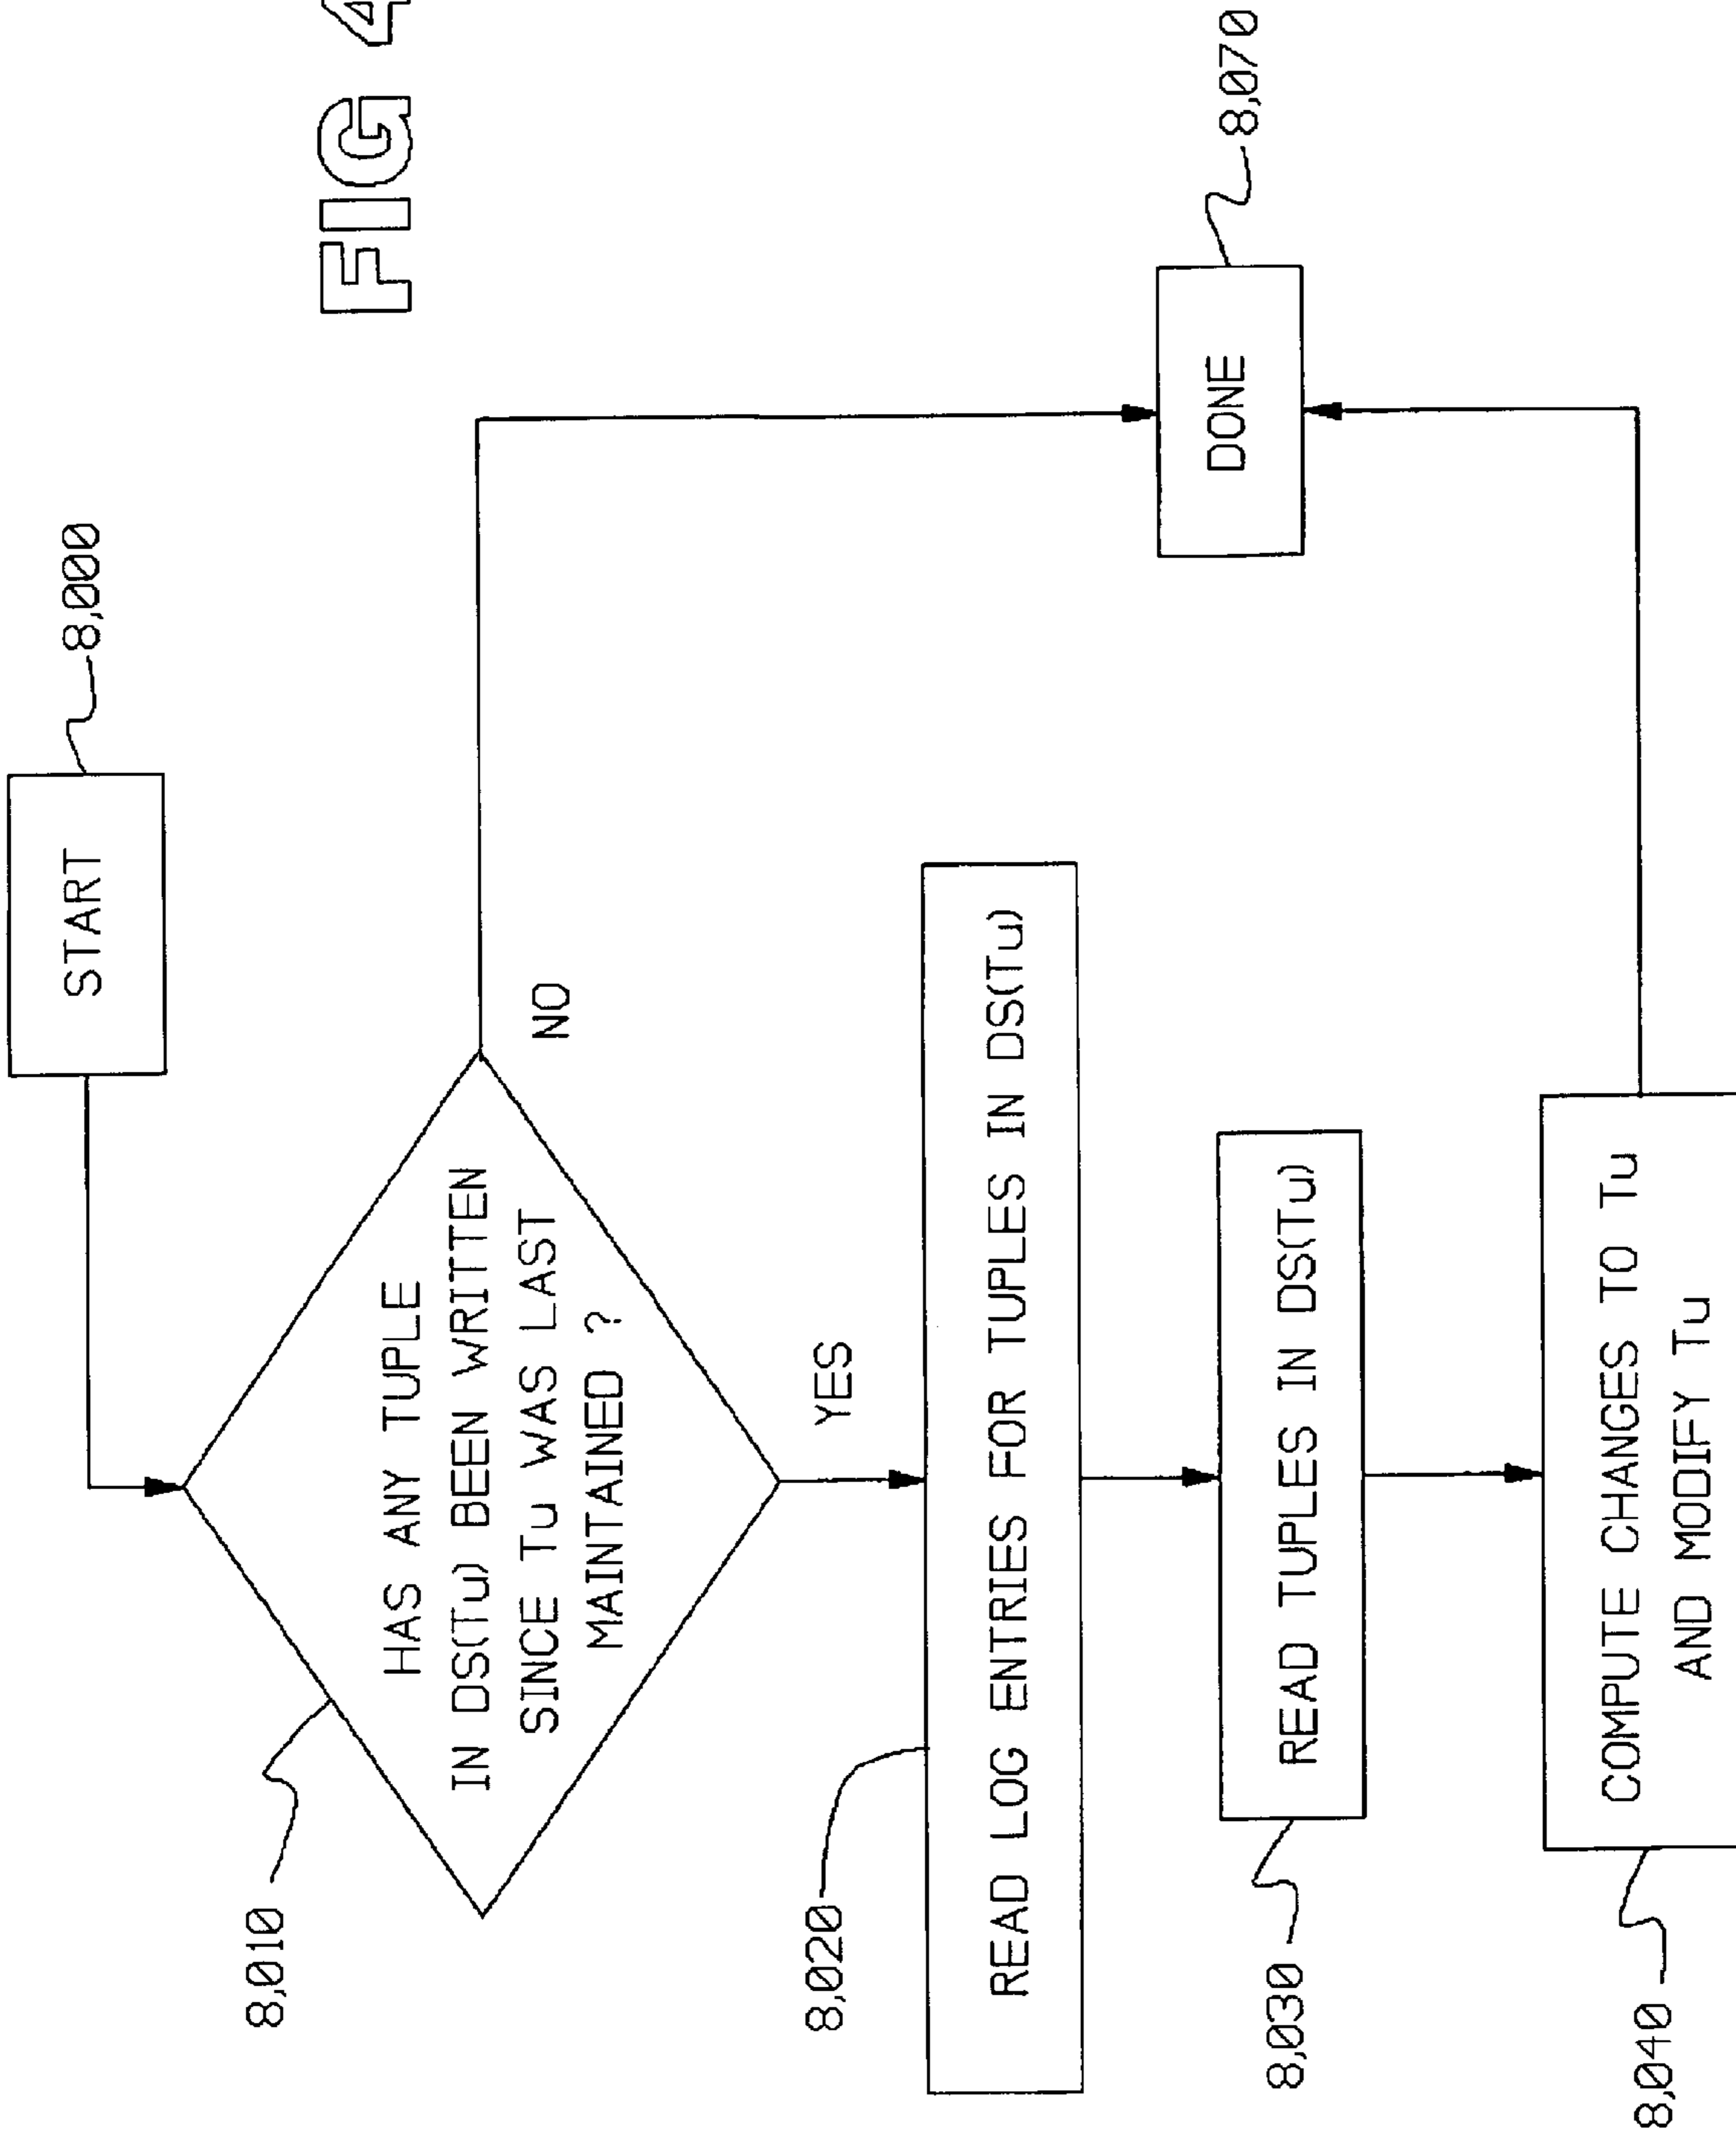 FIG 4
START
8,000
8,010
HAS ANY TUPLE
IN DS(Tu) BEEN WRITTEN
SINCE Tu WAS LAST
MAINTAINED ?
NO
YES
8,020
READ LOG ENTRIES FOR TUPLES IN DS(Tu)
8,030
READ TUPLES IN DS(Tu)
DONE
8,070
8,040
COMPUTE CHANGES TO Tu
AND MODIFY Tu